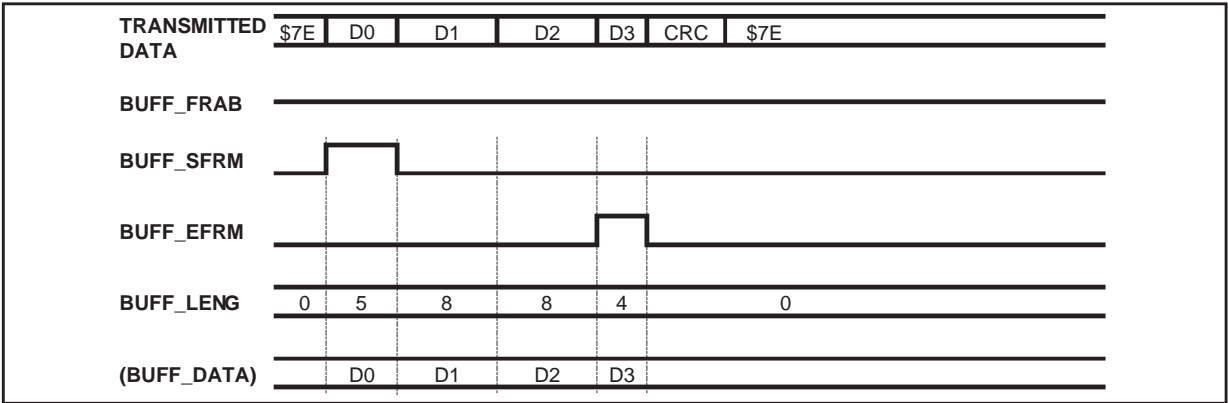 TRANSMITTED DATA $7E D0 D1 D2 D3 CRC $7E
BUFF_FRAB
BUFF_SFRM
BUFF_EFRM
BUFF_LENG 0 5 8 8 4 0
(BUFF_DATA) D0 D1 D2 D3